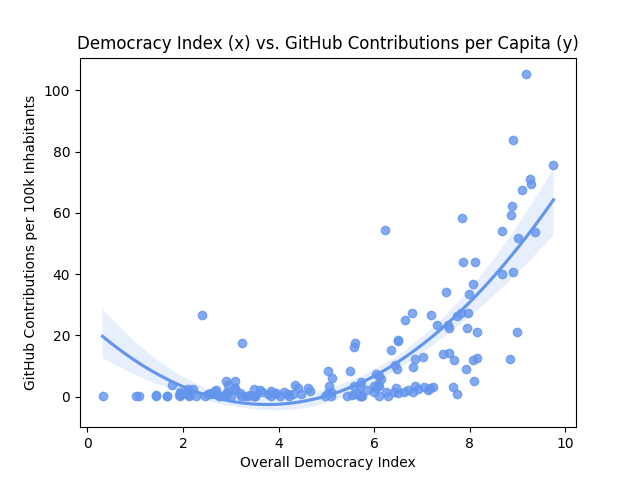 Democracy Index (x) vs. GitHub Contributions per Capita (y)
GitHub Contributions per 100k Inhabitants
100
80
60
40
20
0
0 2 4 6 8 10
Overall Democracy Index